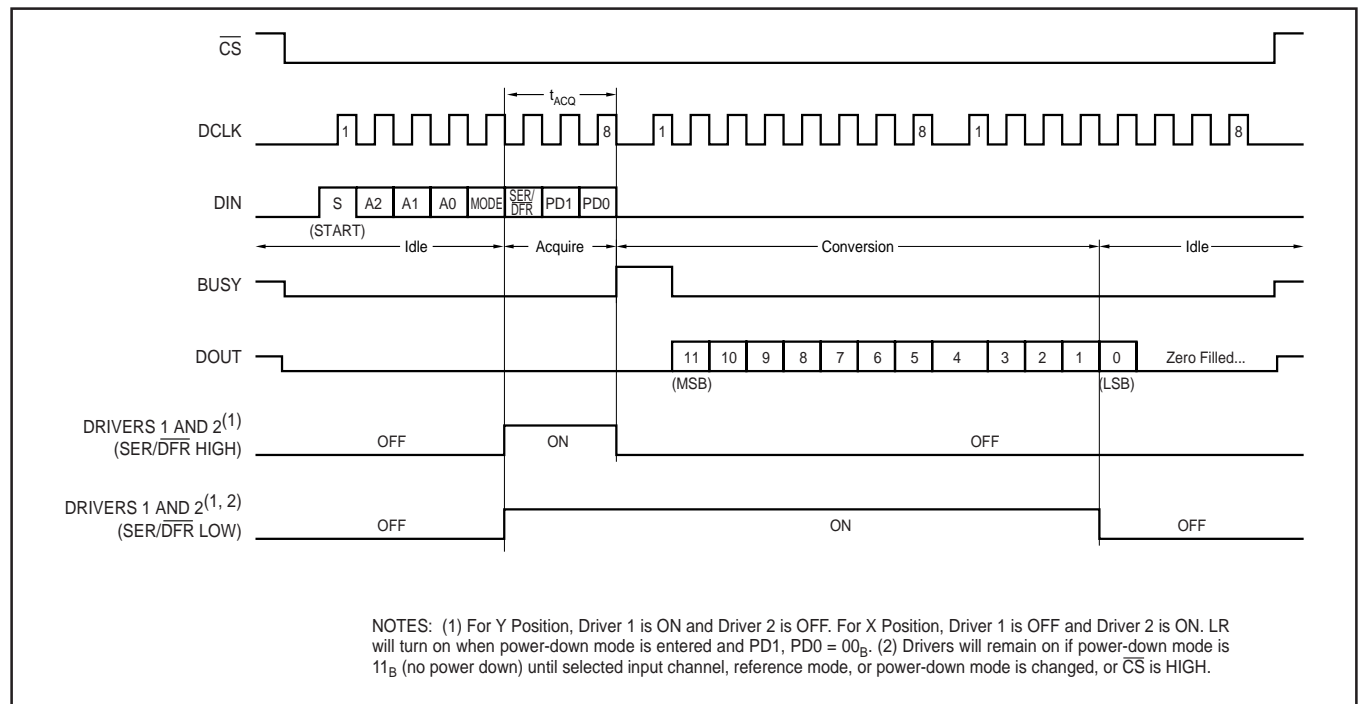 CS
tACQ
DCLK 1 8 1 8 1 8
DIN S A2 A1 A0 MODE SER/DFR PD1 PD0
(START)
Idle Acquire Conversion Idle
BUSY
DOUT 11 10 9 8 7 6 5 4 3 2 1 0 Zero Filled...
(MSB) (LSB)
DRIVERS 1 AND 2(1)
(SER/DFR HIGH) OFF ON OFF
DRIVERS 1 AND 2(1, 2)
(SER/DFR LOW) OFF ON OFF
NOTES: (1) For Y Position, Driver 1 is ON and Driver 2 is OFF. For X Position, Driver 1 is OFF and Driver 2 is ON. LR
will turn on when power-down mode is entered and PD1, PD0 = 00B. (2) Drivers will remain on if power-down mode is
11B (no power down) until selected input channel, reference mode, or power-down mode is changed, or CS is HIGH.